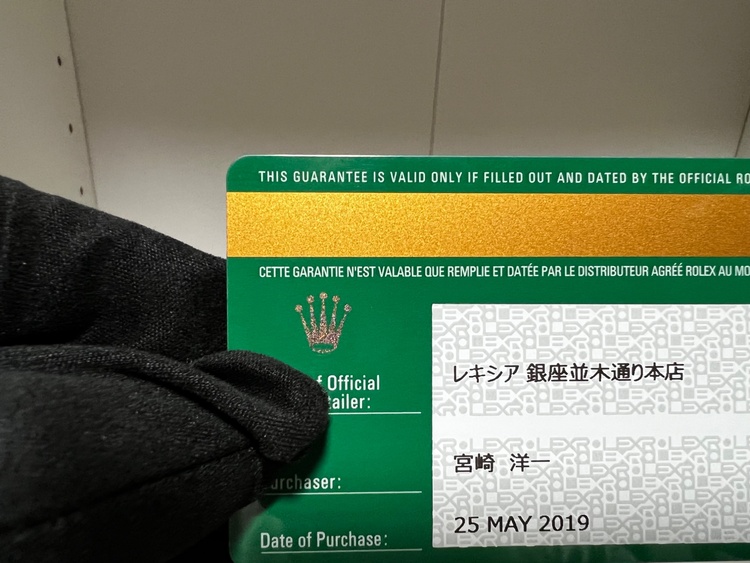 THIS GUARANTEE IS VALID ONLY IF FILLED OUT AND DATED BY THE OFFICIAL
CETTE GARANTIE N'EST VALABLE QUE REMPLIE ET DATÉE PAR LE DISTRIBUTEUR AGRÉÉ ROLEX AU
Official
レキシア 銀座並木通り本店
宮崎 洋一
Date of Purchase:
25 MAY 2019